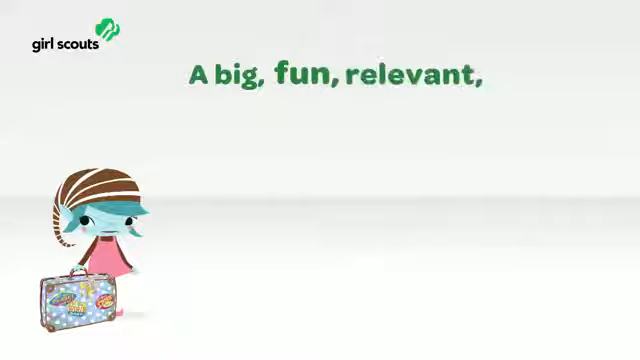 A big, fun, relevant,
girl scouts